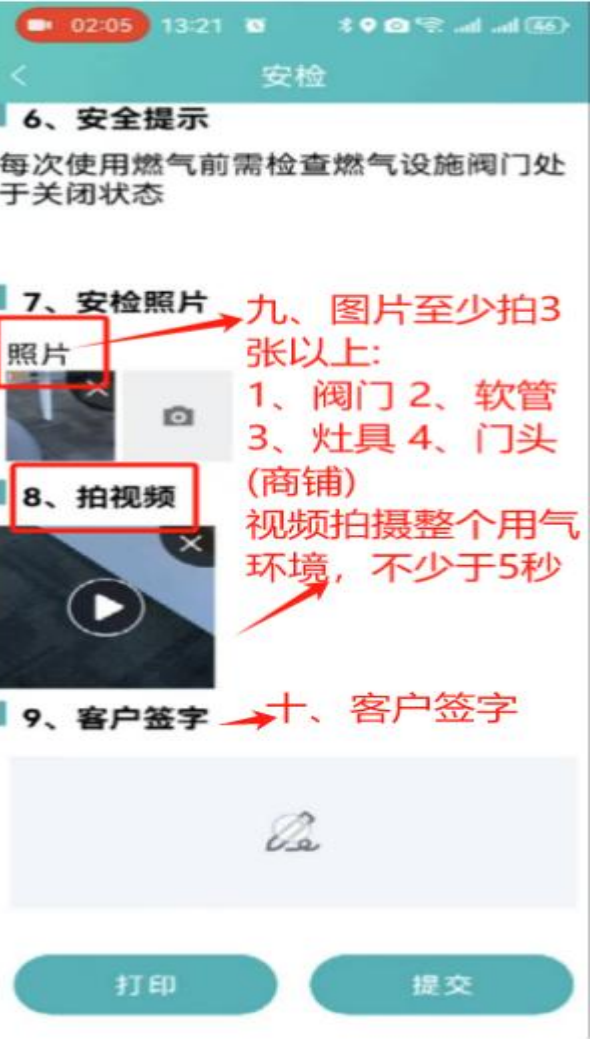 02:05 13:21 46
安检
6、安全提示
每次使用燃气前需检查燃气设施阀门处
于关闭状态
7、安检照片
照片
九、图片至少拍3
张以上:
1、阀门 2、软管
3、灶具 4、门头
(商铺)
视频拍摄整个用气
环境，不少于5秒
8、拍视频
9、客户签字
十、客户签字
打印
提交